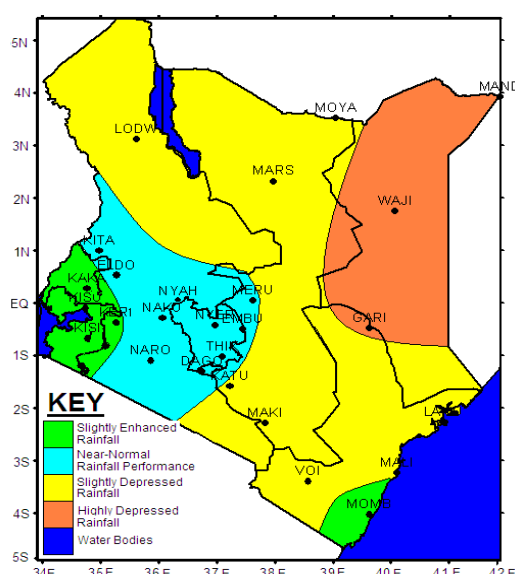 5N
4N
3N
2N
1N
EQ
1S
2S
3S
4S
5S
MAND
MOYA
LODW
MARS
WAJI
KITA
ELDO
KAKA
KISU
NYAH
MERU
KERI
NAKU
NYER
EMBU
GARI
KISI
THIK
NARO
DAGO
KATU
MAKI
VOI
MALI
MOMB
KEY
Slightly Enhanced
Rainfall
Near-Normal
Rainfall Performance
Slightly Depressed
Rainfall
Highly Depressed
Rainfall
Water Bodies
34E 35E 36E 37E 38E 39E 40E 41E 42E